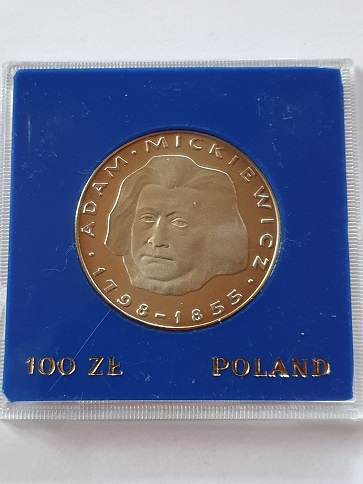 · ADAM · MICKIEWICZ ·
1798-1855
100 ZŁ POLAND